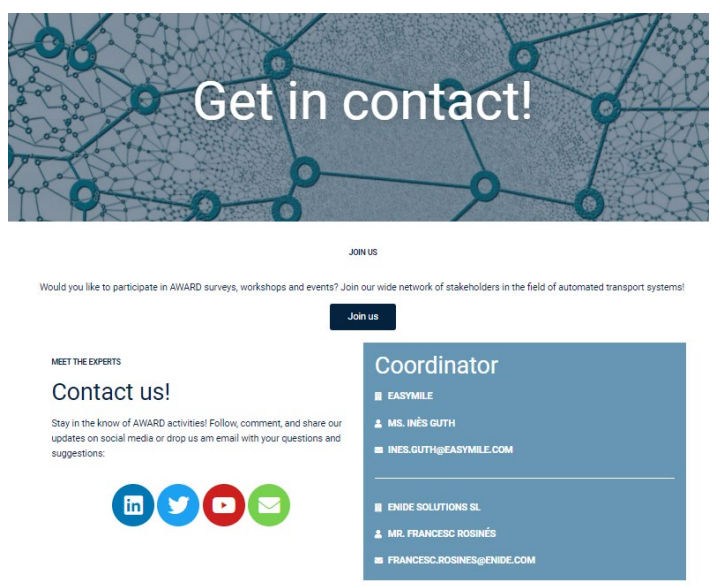 Get in contact!
JOIN US
Would you like to participate in AWARD surveys, workshops and events? Join our wide network of stakeholders in the field of automated transport systems!
Join us
MEET THE EXPERTS
Contact us!
Stay in the know of AWARD activities! Follow, comment, and share our
updates on social media or drop us am email with your questions and
suggestions:
in
Coordinator
EASYMILE
MS. INÈS GUTH
INES.GUTH@EASYMILE.COM
ENIDE SOLUTIONS SL
MR. FRANCESC ROSINÉS
FRANCESC.ROSINES@ENIDE.COM